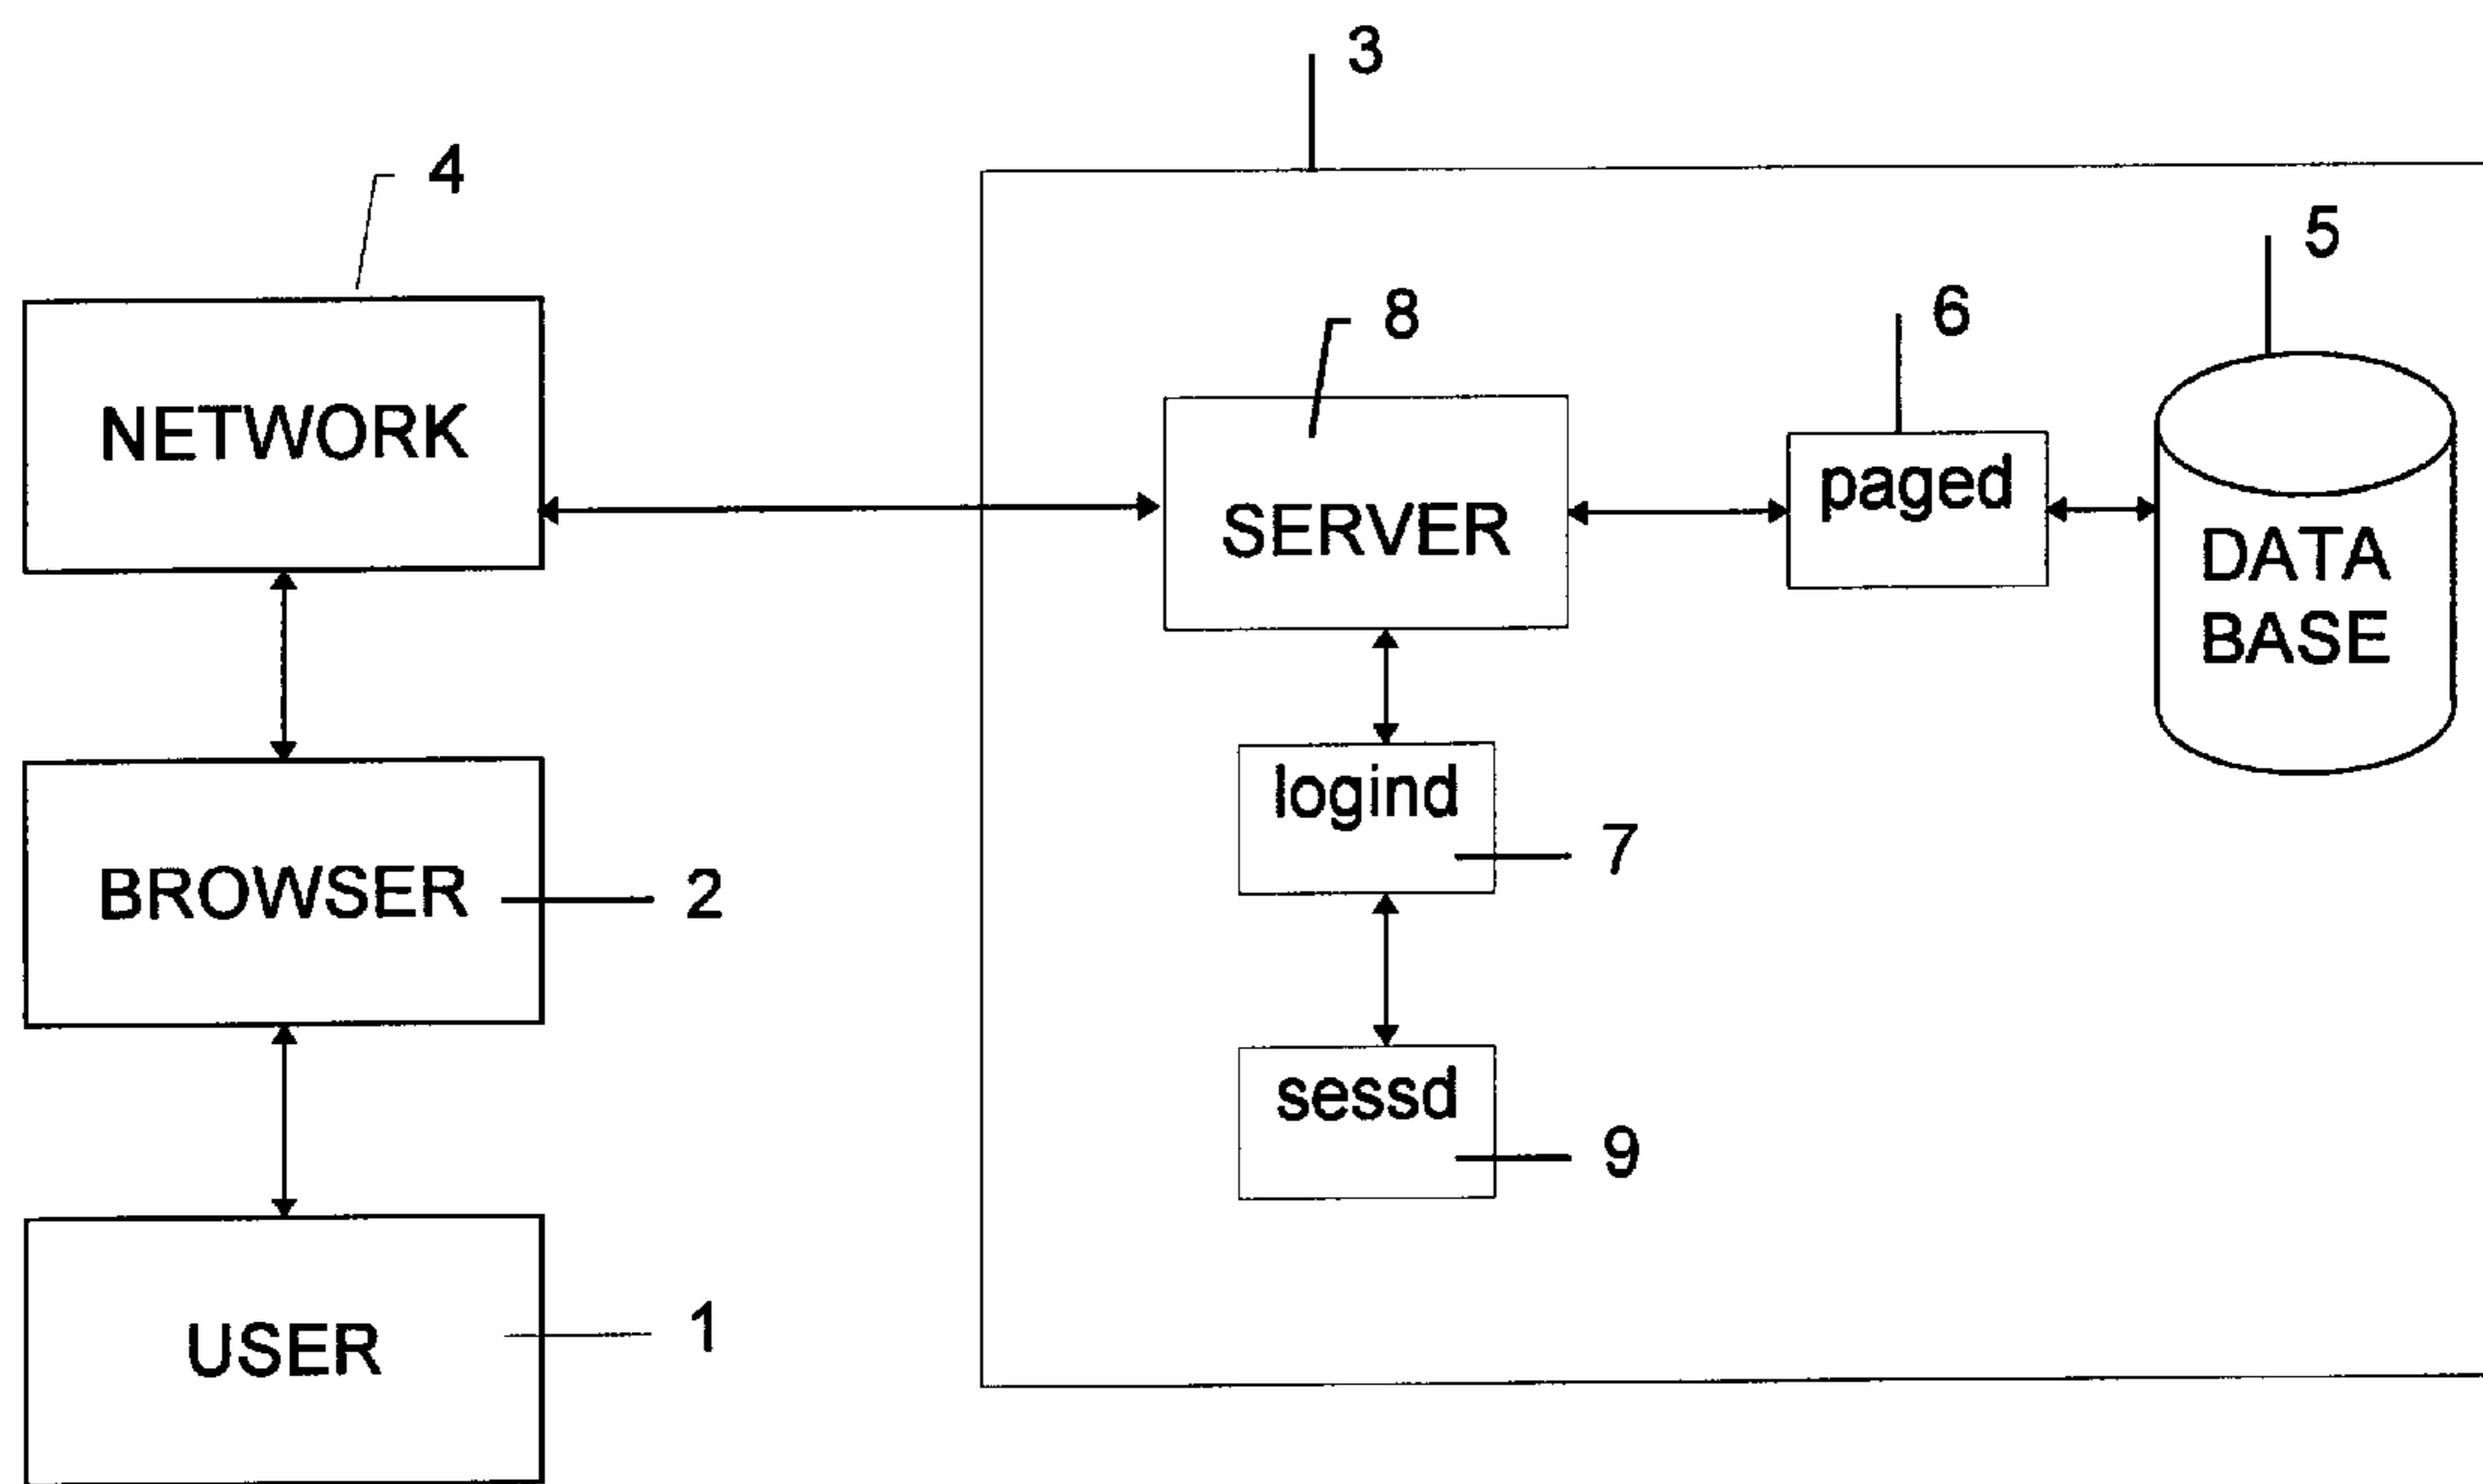 3
4
5
6
8
NETWORK
paged
SERVER
DATA
BASE
logind
7
BROWSER
2
sessd
9
1
USER